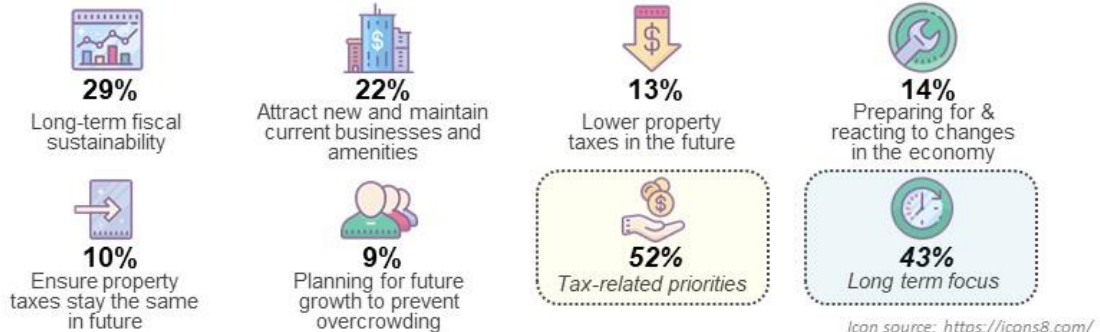 29%
Long-term fiscal
sustainability
22%
Attract new and maintain
current businesses and
amenities
13%
Lower property
taxes in the future
14%
Preparing for &
reacting to changes
in the economy
10%
Ensure property
taxes stay the same
in future
9%
Planning for future
growth to prevent
overcrowding
52%
Tax-related priorities
43%
Long term focus
Icon source: https://icons8.com/